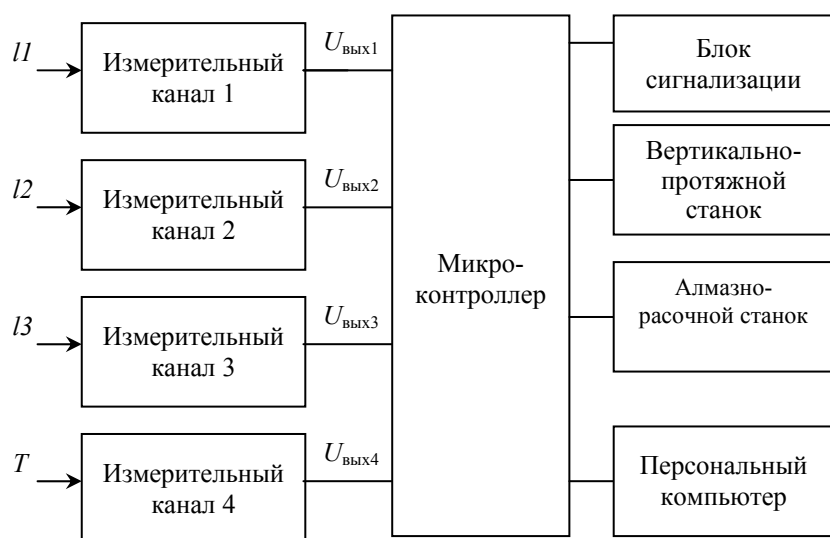 l1
Измерительный
канал 1
Uвых1
l2
Измерительный
канал 2
Uвых2
l3
Измерительный
канал 3
Uвых3
T
Измерительный
канал 4
Uвых4
Микро-
контроллер
Блок
сигнализации
Вертикально-
протяжной
станок
Алмазно-
расочной станок
Персональный
компьютер